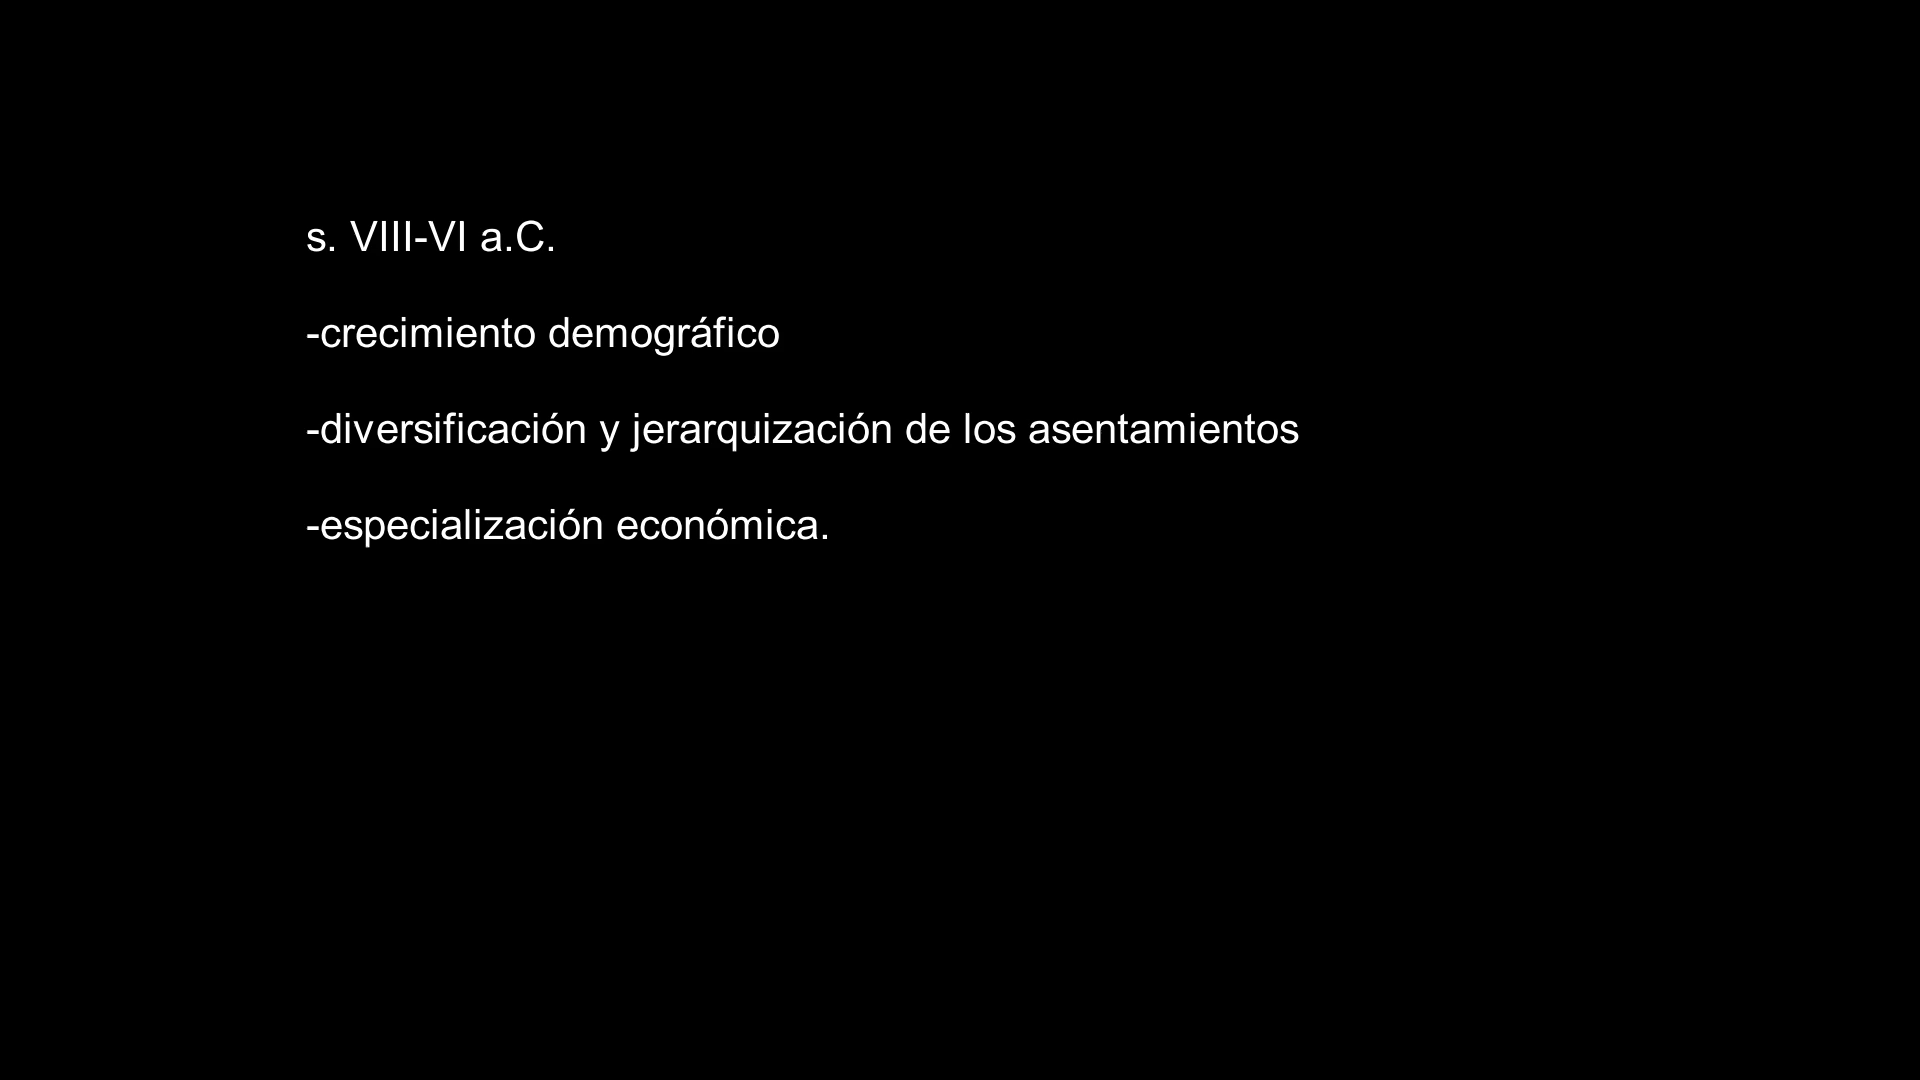 s. VIII-VI a.C.
-crecimiento demográfico
-diversificación y jerarquización de los asentamientos
-especialización económica.